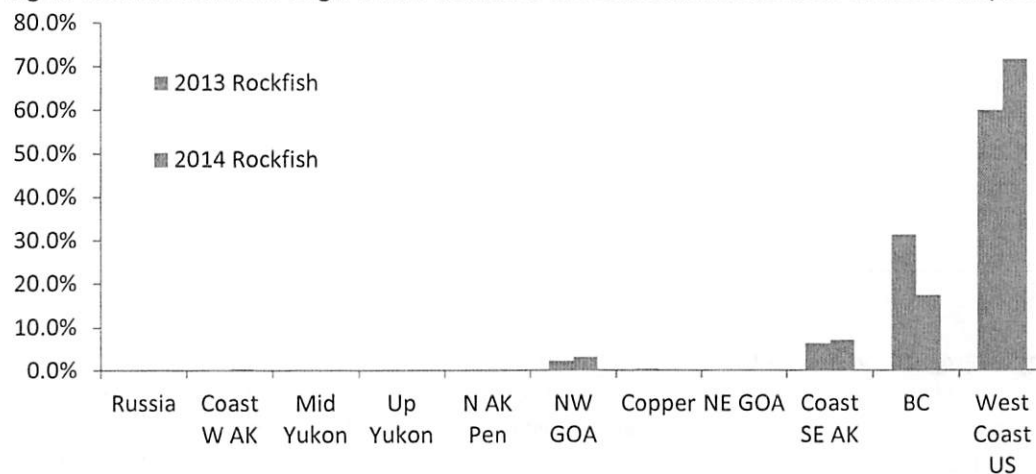 80.0%
70.0%
60.0%
50.0%
40.0%
30.0%
20.0%
10.0%
0.0%
2013 Rockfish
2014 Rockfish
Russia Coast Mid Up N AK NW Copper NE GOA Coast BC West
W AK Yukon Yukon Pen GOA SE AK Coast
US